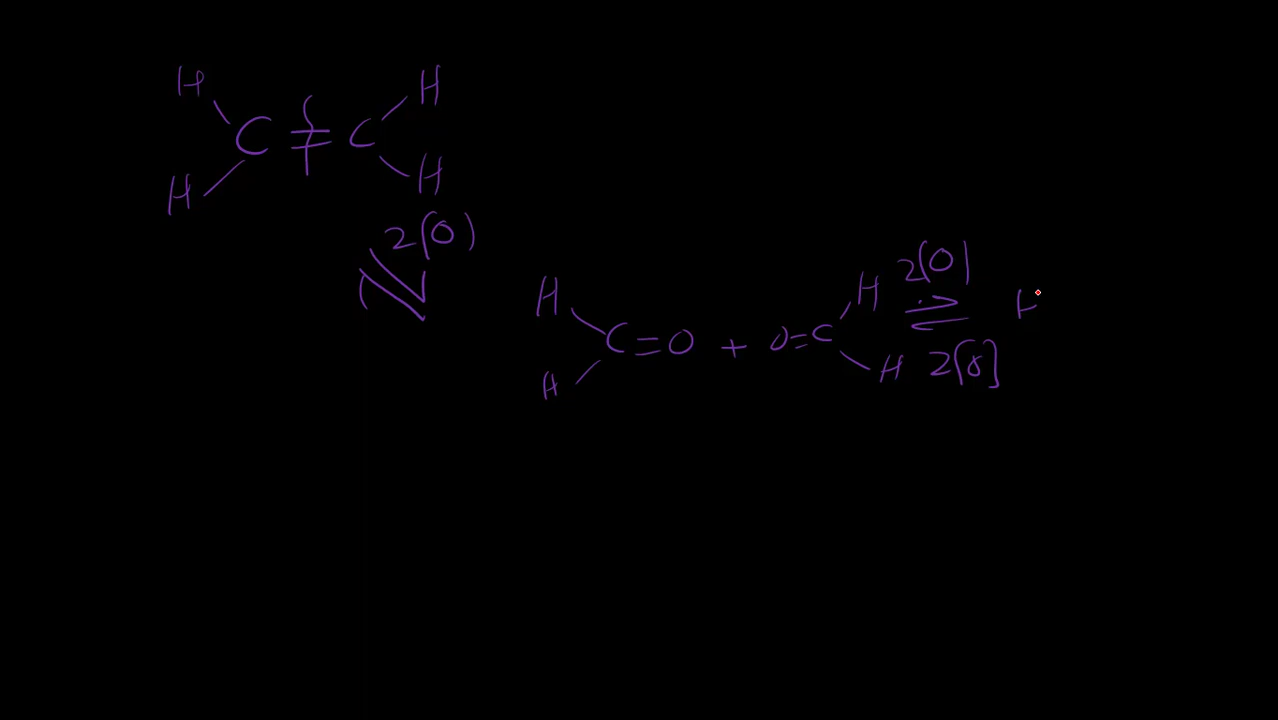 H H
C = C
H H
2(O)
H H 2(O) H
C=O + O=C
H H 2[O]